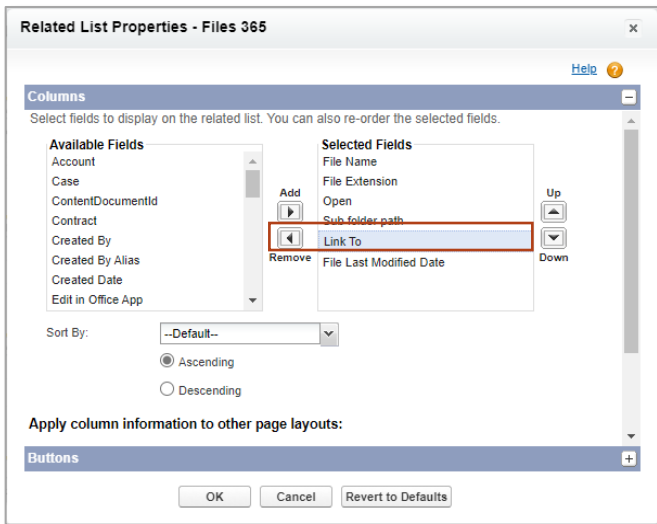 Related List Properties - Files 365
Help
Columns
Select fields to display on the related list. You can also re-order the selected fields.
Available Fields
Account
Case
ContentDocumentId
Contract
Created By
Created By Alias
Created Date
Edit in Office App
Add
Remove
Selected Fields
File Name
File Extension
Open
Sub folder path
Link To
File Last Modified Date
Up
Down
Sort By:
--Default--
Ascending
Descending
Apply column information to other page layouts:
Buttons
OK
Cancel
Revert to Defaults